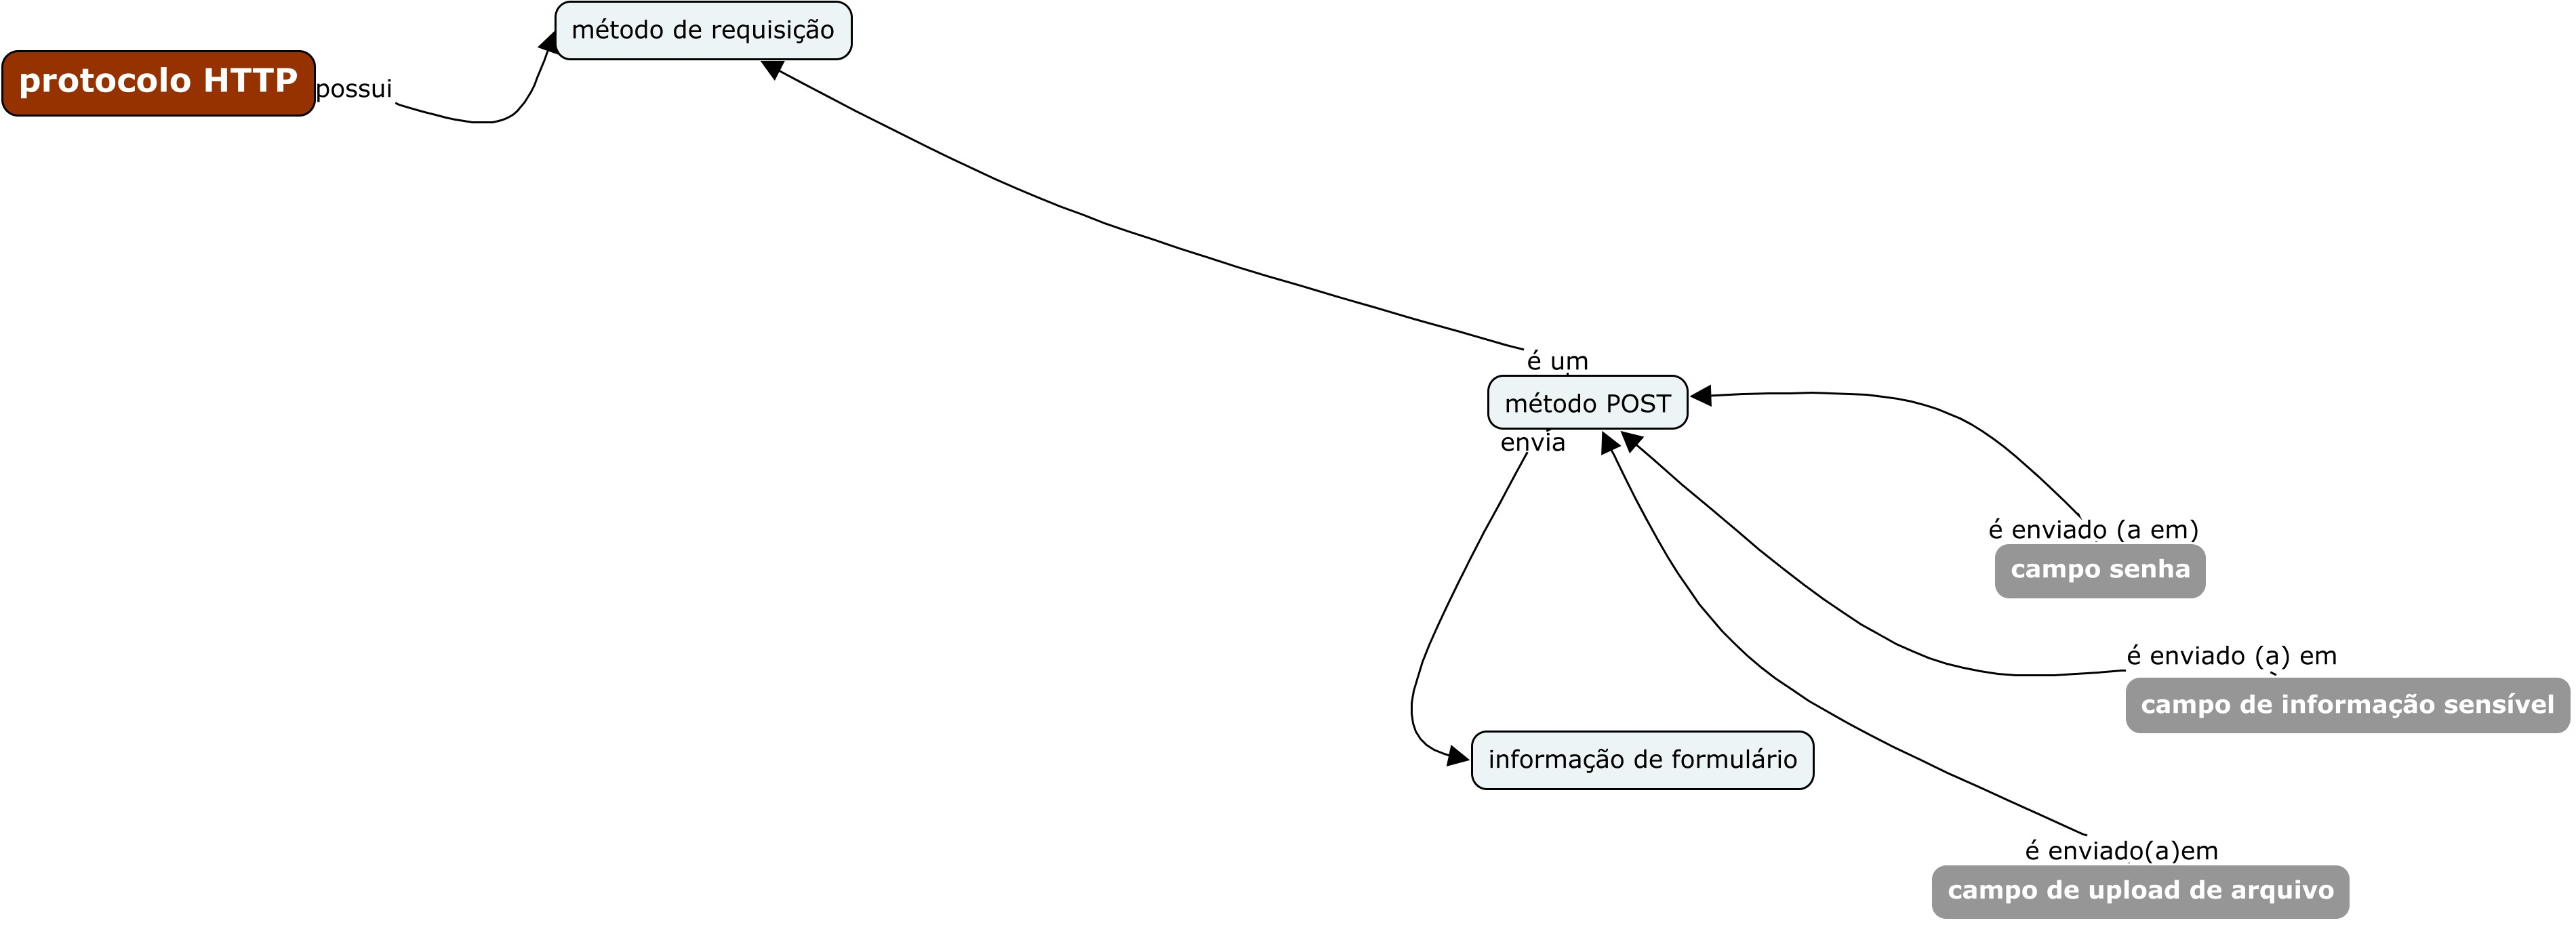 método de requisição
protocolo HTTP
possui
é um
método POST
envia
é enviado (a em)
campo senha
é enviado (a) em
campo de informação sensível
informação de formulário
é enviado(a)em
campo de upload de arquivo